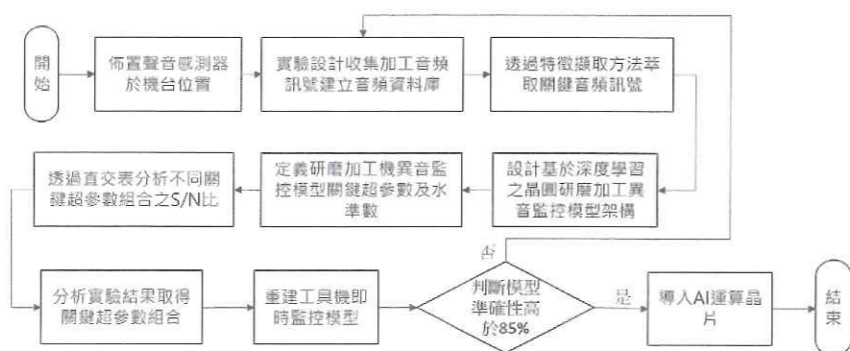 開
始
佈置聲音感測器
於機台位置
實驗設計收集加工音頻
訊號建立音頻資料庫
透過特徵擷取方法萃
取關鍵音頻訊號
設計基於深度學習
之晶圓研磨加工異
音監控模型架構
定義研磨加工機異音監
控模型關鍵超參數及水
準數
透過直交表分析不同關
鍵超參數組合之S/N比
分析實驗結果取得
關鍵超參數組合
重建工具機即
時監控模型
判斷模型
準確性高
於85%
否
是
導入AI運算晶
片
結
束